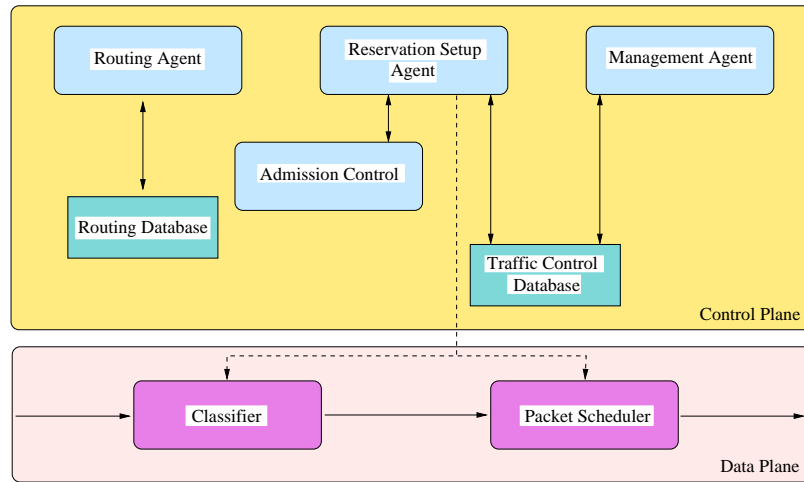 Routing Agent
Reservation Setup
Agent
Management Agent
Admission Control
Routing Database
Traffic Control
Database
Control Plane
Classifier
Packet Scheduler
Data Plane